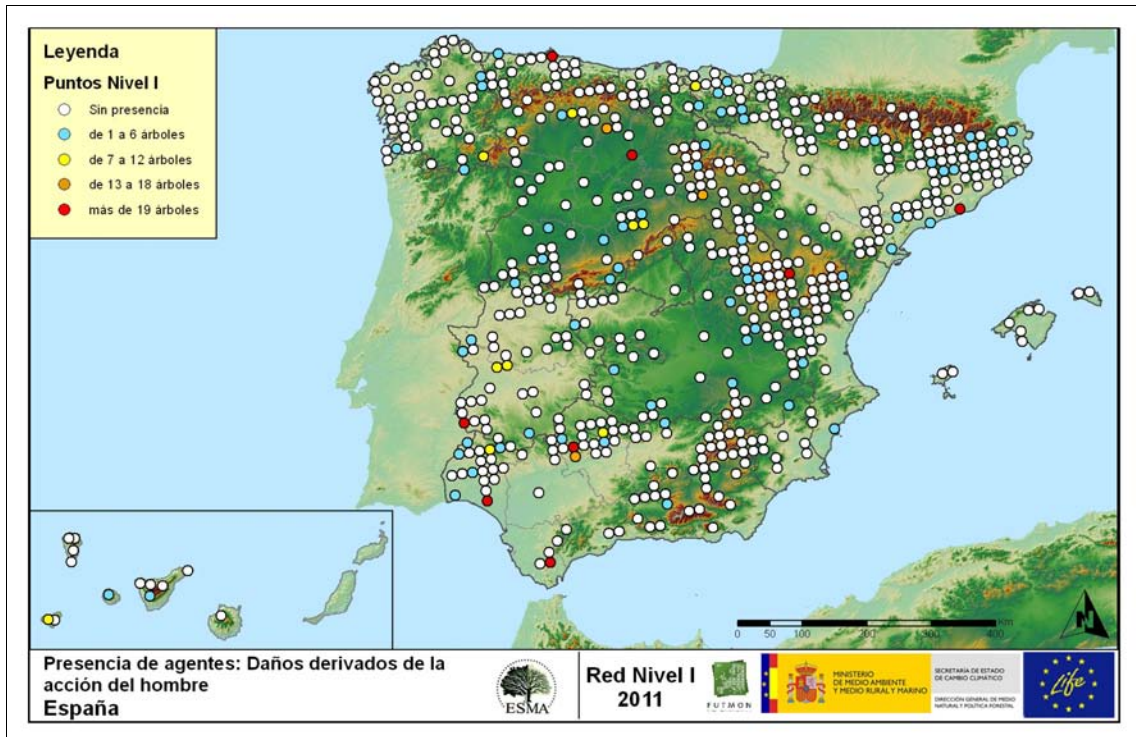 Leyenda
Puntos Nivel I
Sin presencia
de 1 a 6 árboles
de 7 a 12 árboles
de 13 a 18 árboles
más de 19 árboles
N
Km
0 50 100 200 300 400
Presencia de agentes: Daños derivados de la
acción del hombre
España
ESMA
Red Nivel I
2011
FUTMON
MINISTERIO
DE MEDIO AMBIENTE
Y MEDIO RURAL Y MARINO
SECRETARÍA DE ESTADO
DE CAMBIO CLIMÁTICO
DIRECCIÓN GENERAL DE MEDIO
NATURAL Y POLÍTICA FORESTAL
Life